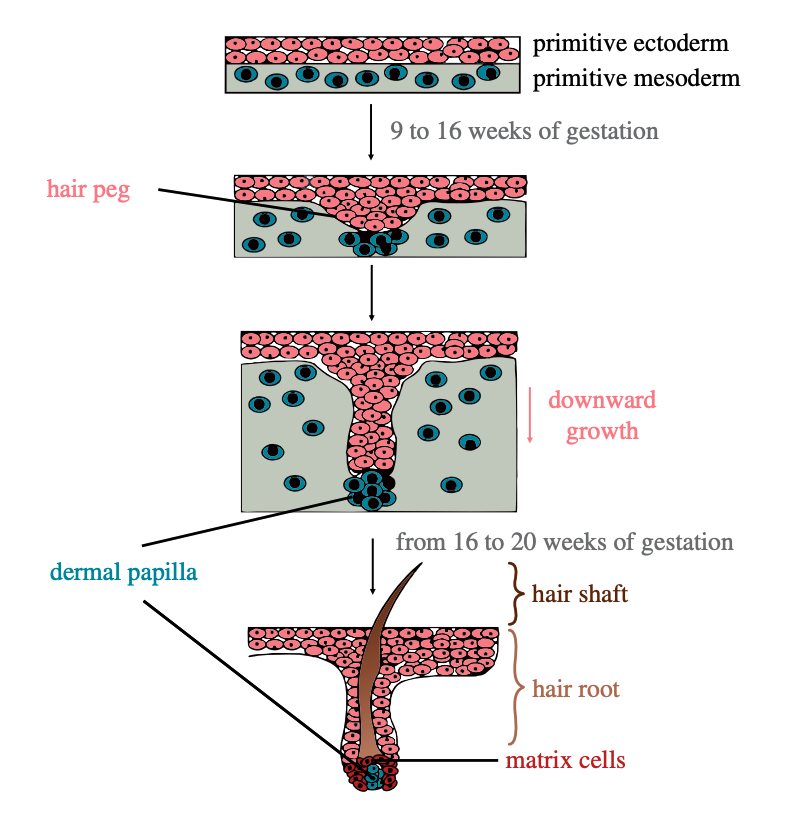 primitive ectoderm
primitive mesoderm
9 to 16 weeks of gestation
hair peg
downward
growth
from 16 to 20 weeks of gestation
dermal papilla
hair shaft
hair root
matrix cells